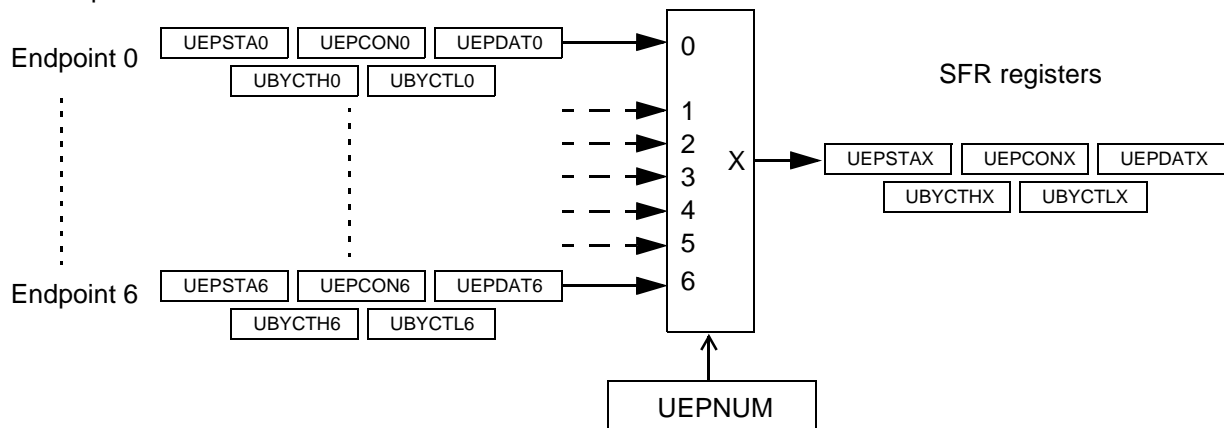 Endpoint 0
UEPSTA0 UEPCON0 UEPDAT0
UBYCTH0 UBYCTL0
0
1
2
3
4
5
6
X
SFR registers
UEPSTAX UEPCONX UEPDATX
UBYCTHX UBYCTLX
Endpoint 6
UEPSTA6 UEPCON6 UEPDAT6
UBYCTH6 UBYCTL6
UEPNUM